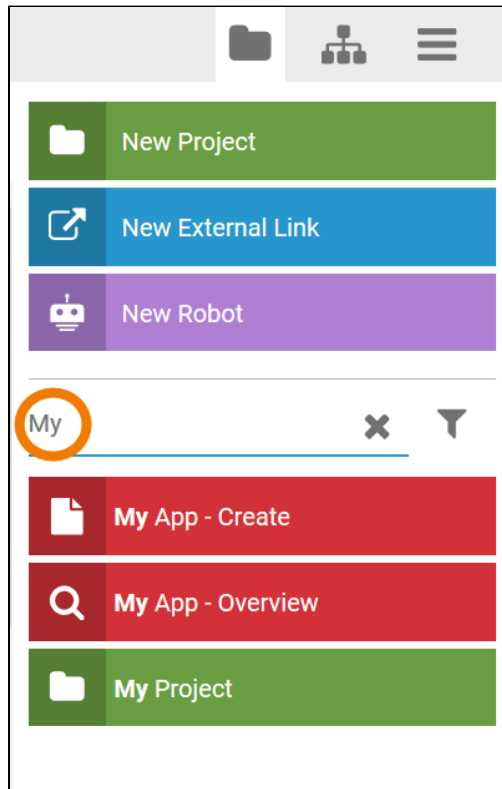 New Project
New External Link
New Robot
My
My App - Create
My App - Overview
My Project